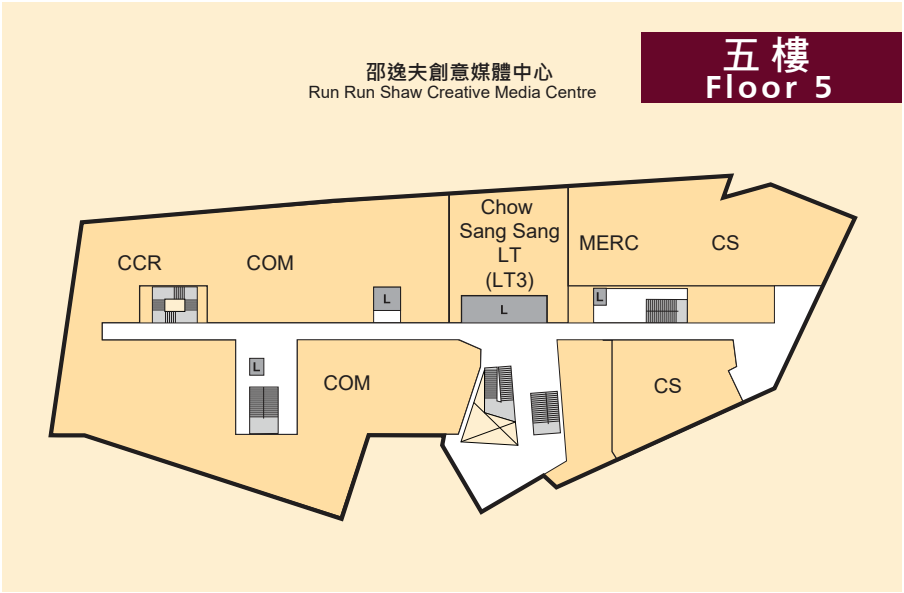 五樓
Floor 5
邵逸夫創意媒體中心
Run Run Shaw Creative Media Centre
Chow
Sang Sang
LT
(LT3)
MERC
CS
CCR
COM
L
L
L
L
COM
CS